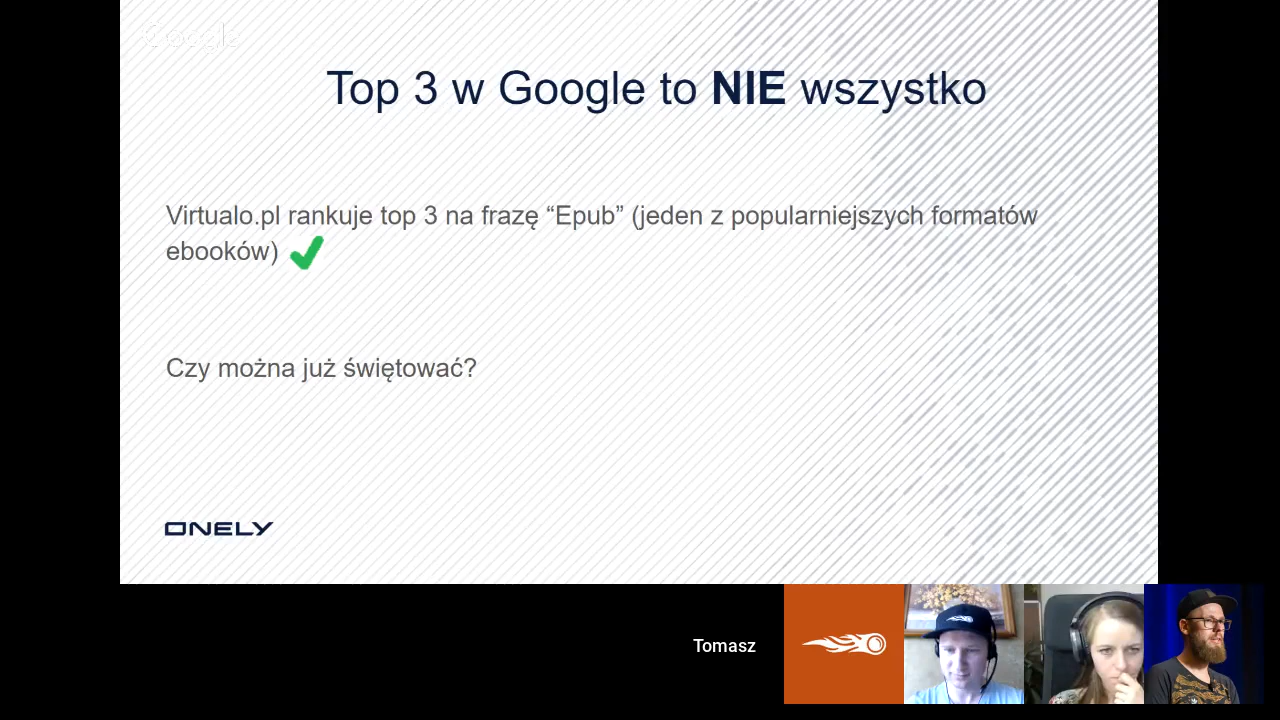 Google
Top 3 w Google to NIE wszystko
Virtualo.pl rankuje top 3 na frazę “Epub” (jeden z popularniejszych formatów
ebooków)
Czy można już świętować?
ONELY
Tomasz